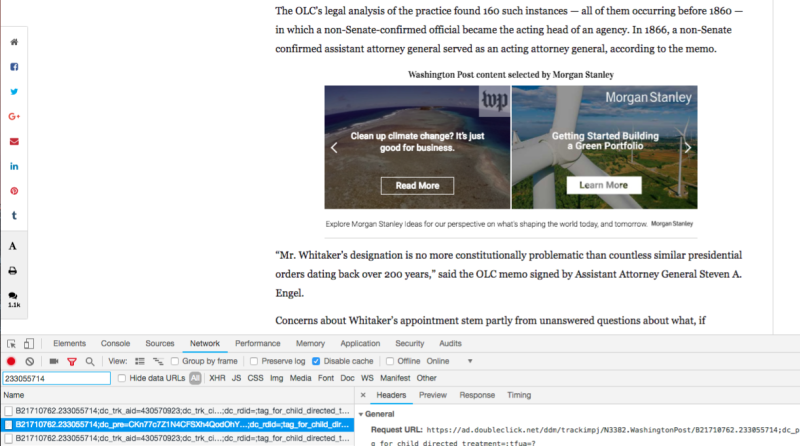 The OLC's legal analysis of the practice found 160 such instances — all of them occurring before 1860 —
in which a non-Senate-confirmed official became the acting head of an agency. In 1866, a non-Senate
confirmed assistant attorney general served as an acting attorney general, according to the memo.
Washington Post content selected by Morgan Stanley
wp
Clean up climate change? It's just
good for business.
Read More
Morgan Stanley
Getting Started Building
a Green Portfolio
Learn More
Explore Morgan Stanley Ideas for our perspective on what's shaping the world today, and tomorrow. Morgan Stanley
G+
in
t
A
1.1k
"Mr. Whitaker's designation is no more constitutionally problematic than countless similar presidential
orders dating back over 200 years," said the OLC memo signed by Assistant Attorney General Steven A.
Engel.
Concerns about Whitaker's appointment stem partly from unanswered questions about what, if
Elements Console Sources Network Performance Memory Application Security Audits
View: Group by frame Preserve log Disable cache Offline Online
233055714 Hide data URLs All XHR JS CSS Img Media Font Doc WS Manifest Other
Name × Headers Preview Response Timing
B21710762.233055714;dc_trk_aid=430570923;dc_trk_ci…;dc_rdid=;tag_for_child_directed_t…
General
B21710762.233055714;dc_pre=CKn77c7Z1N4CFSXh4QodOhY…;dc_rdid=;tag_for_child_dir…
Request URL: https://ad.doubleclick.net/ddm/trackimpj/N3382.WashingtonPost/B21710762.233055714;dc_p
B21710762.233055714;dc_trk_aid=430570923;dc_trk_ci…;dc_rdid=;tag_for_child_directed_t…
g_for_child_directed_treatment=;tfua=?